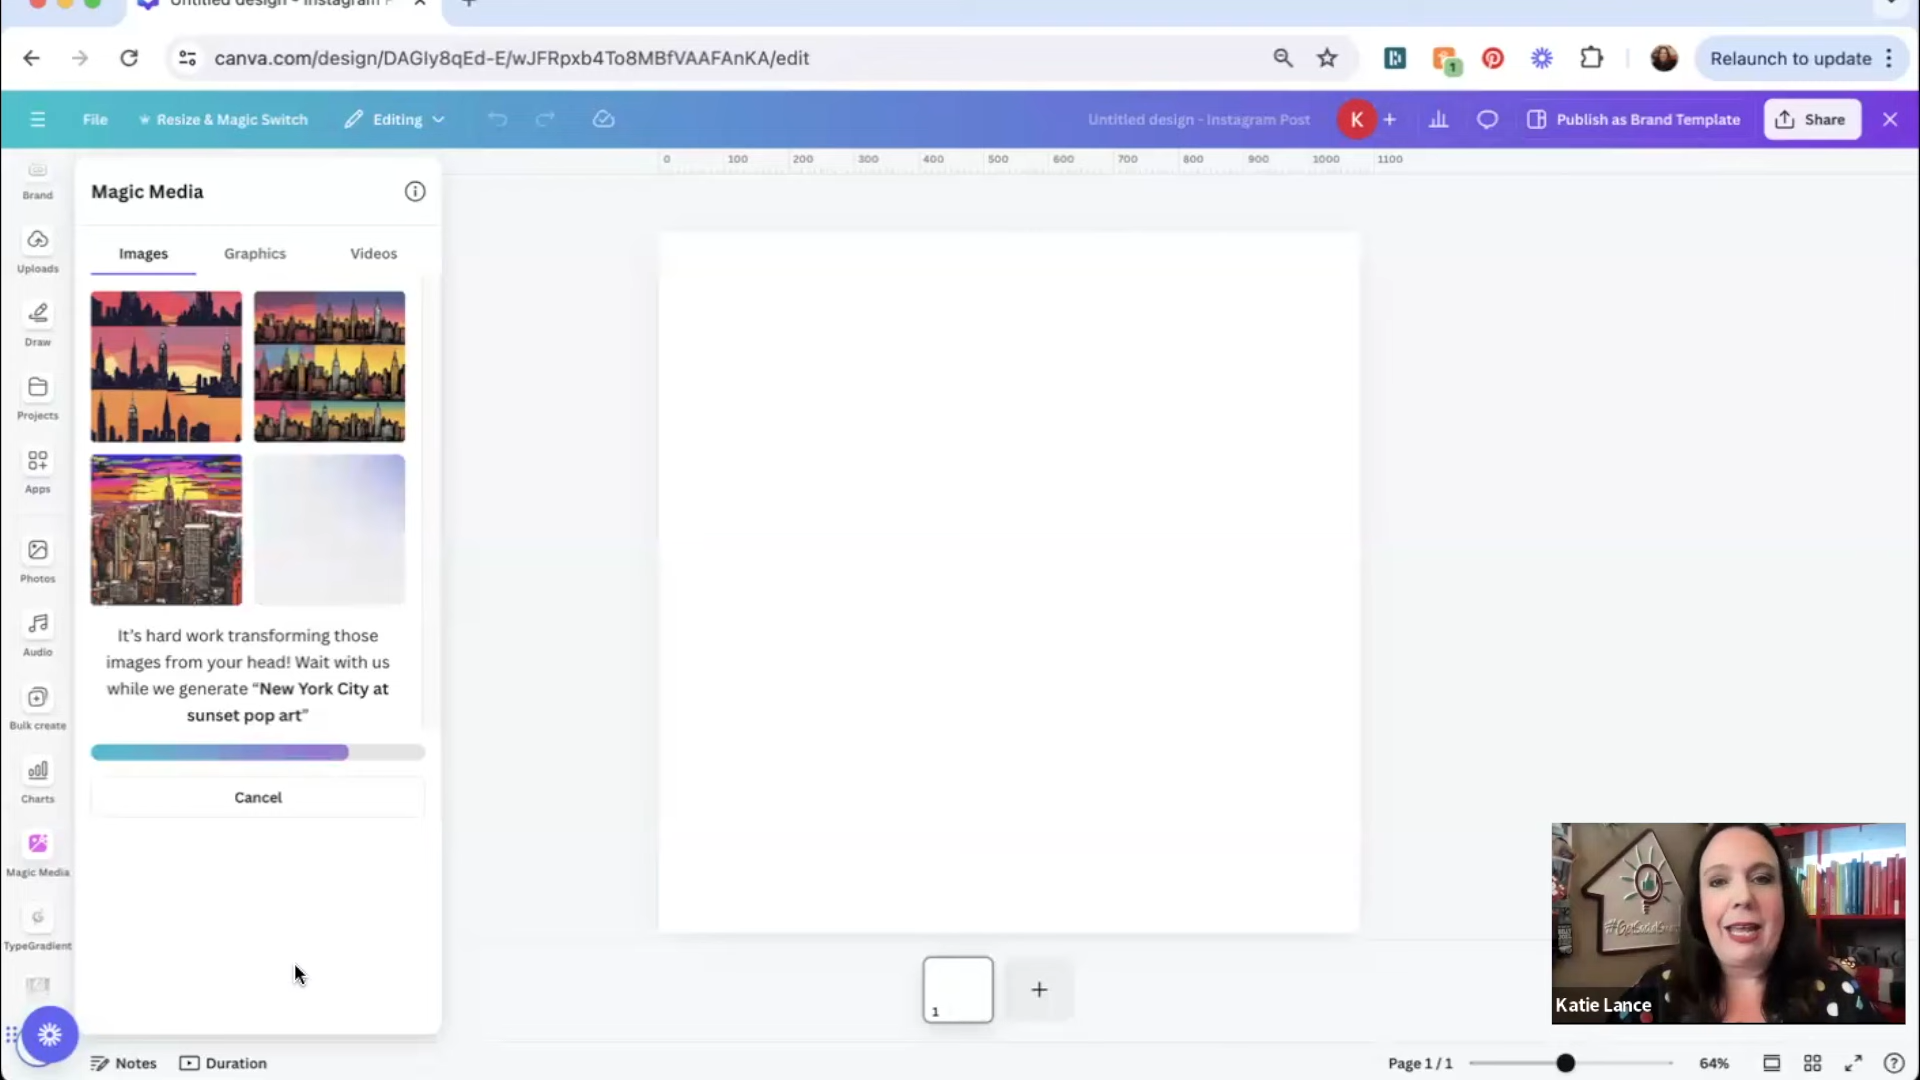 canva.com/design/DAGIy8qEd-E/wJFRpxb4To8MBfVAAFAnKA/edit
1
Relaunch to update
File
Resize & Magic Switch
Editing
Untitled design - Instagram Post
K
Publish as Brand Template
Share
0 100 200 300 400 500 600 700 800 900 1000 1100
Brand
Uploads
Draw
Projects
Apps
Photos
Audio
Bulk create
Charts
Magic Media
TypeGradient
Magic Media
Images
Graphics
Videos
It's hard work transforming those
images from your head! Wait with us
while we generate “New York City at
sunset pop art”
Cancel
1
Katie Lance
Notes
Duration
Page 1 / 1
64%